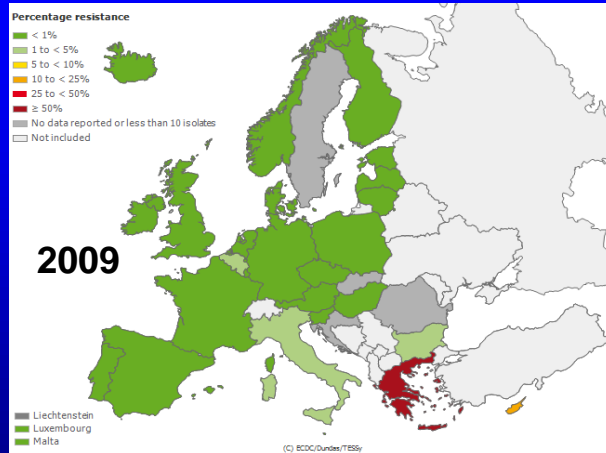 Percentage resistance
< 1%
1 to < 5%
5 to < 10%
10 to < 25%
25 to < 50%
≥ 50%
No data reported or less than 10 isolates
Not included
2009
Liechtenstein
Luxembourg
Malta
(C) ECDC/Dundas/TESSy